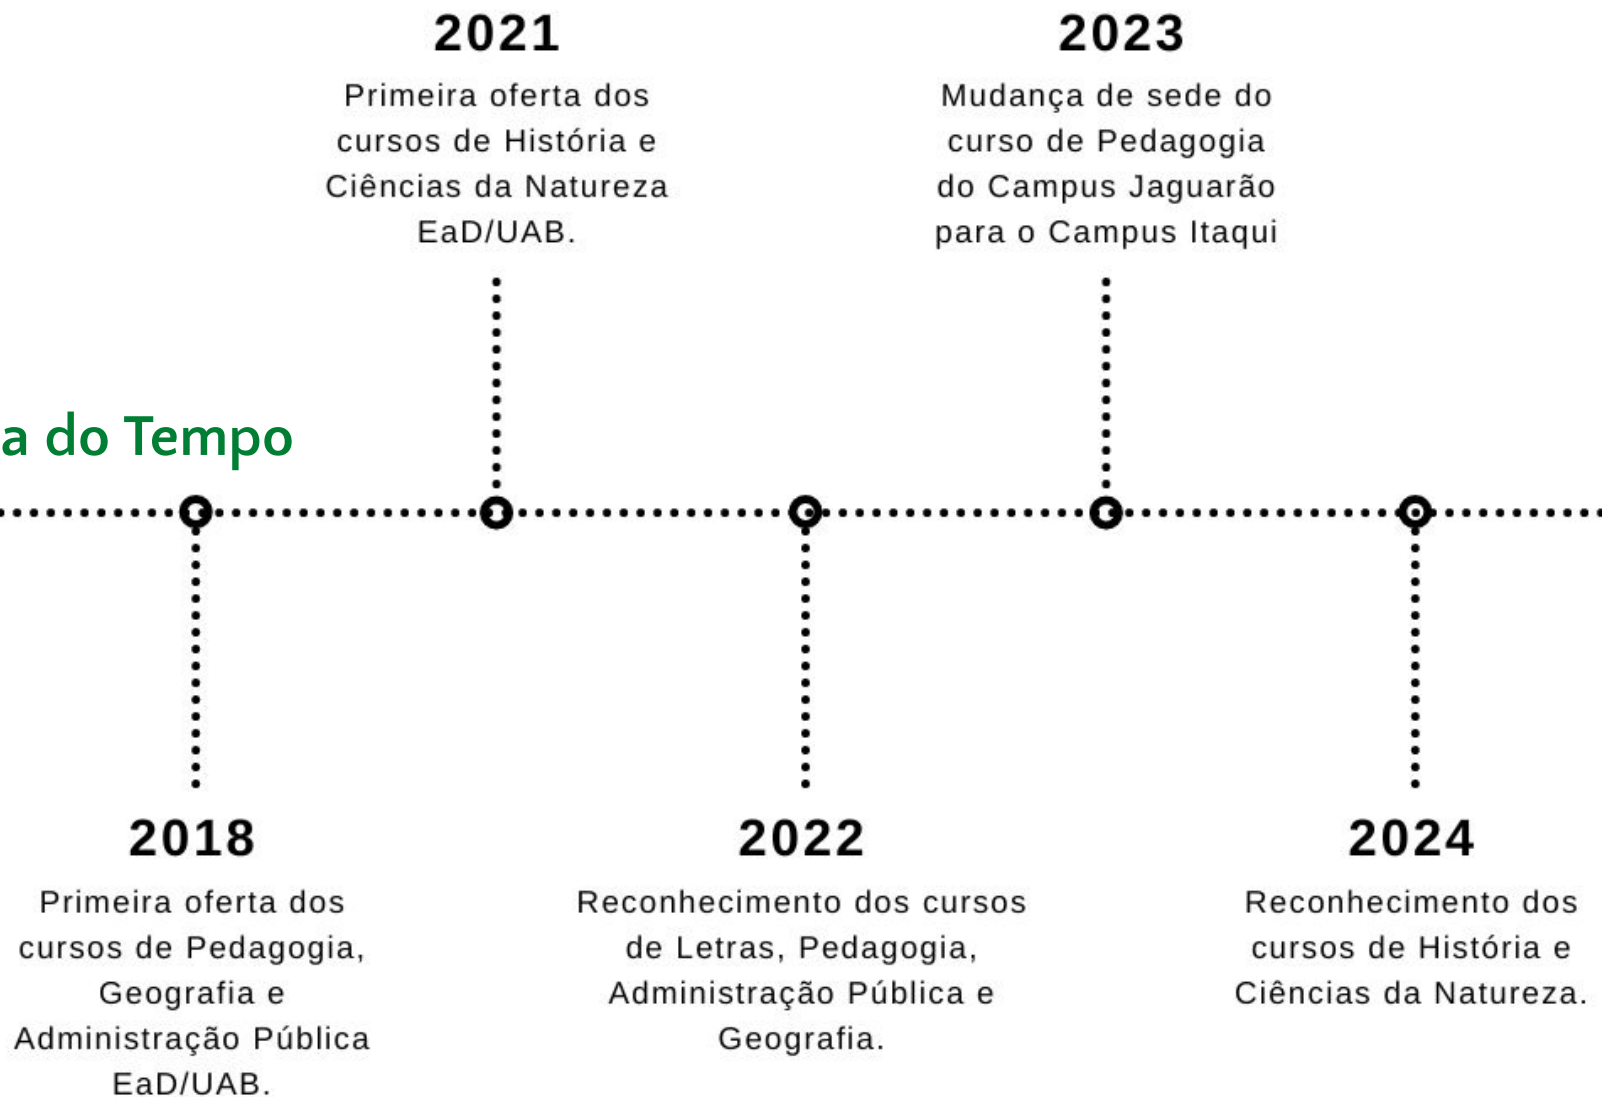 2021
Primeira oferta dos
cursos de História e
Ciências da Natureza
EaD/UAB.
2023
Mudança de sede do
curso de Pedagogia
do Campus Jaguarão
para o Campus Itaqui
a do Tempo
2018
Primeira oferta dos
cursos de Pedagogia,
Geografia e
Administração Pública
EaD/UAB.
2022
Reconhecimento dos cursos
de Letras, Pedagogia,
Administração Pública e
Geografia.
2024
Reconhecimento dos
cursos de História e
Ciências da Natureza.